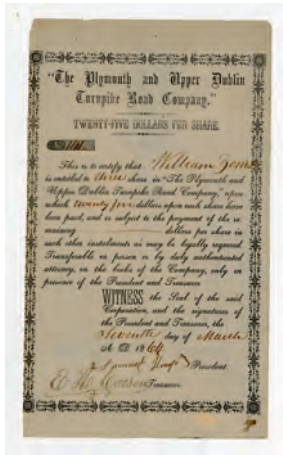 "The Plymouth and Upper Dublin
Turnpike Road Company."
TWENTY-FIVE DOLLARS PER SHARE.
This is to certify that William
is entitled to three share in "The Plymouth and
Upper Dublin Turnpike Road Company," upon
which twenty five dollars upon each share have
been paid, and is subject to the payment of the re-
maining dollars per share in
such other instalments as may be legally required
Transferable in person or by duly authenticated
attorney, on the books of the Company, only in
presence of the President and Treasurer
WITNESS the Seal of the said
Corporation, and the signatures of
the President and Treasurer, the
Seventh day of March
A D 18
Samuel President
E Treasurer